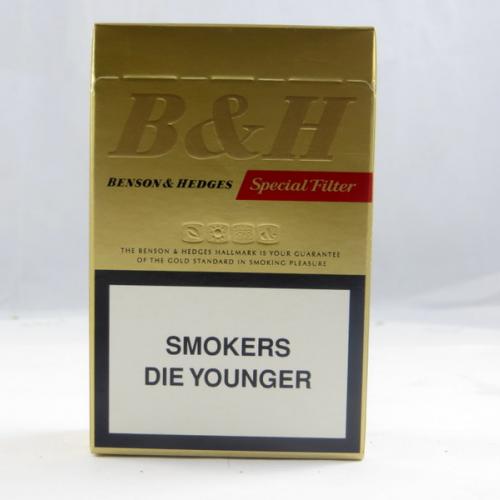 B&H
BENSON & HEDGES Special Filter
THE BENSON & HEDGES HALLMARK IS YOUR GUARANTEE
OF THE GOLD STANDARD IN SMOKING PLEASURE
SMOKERS
DIE YOUNGER